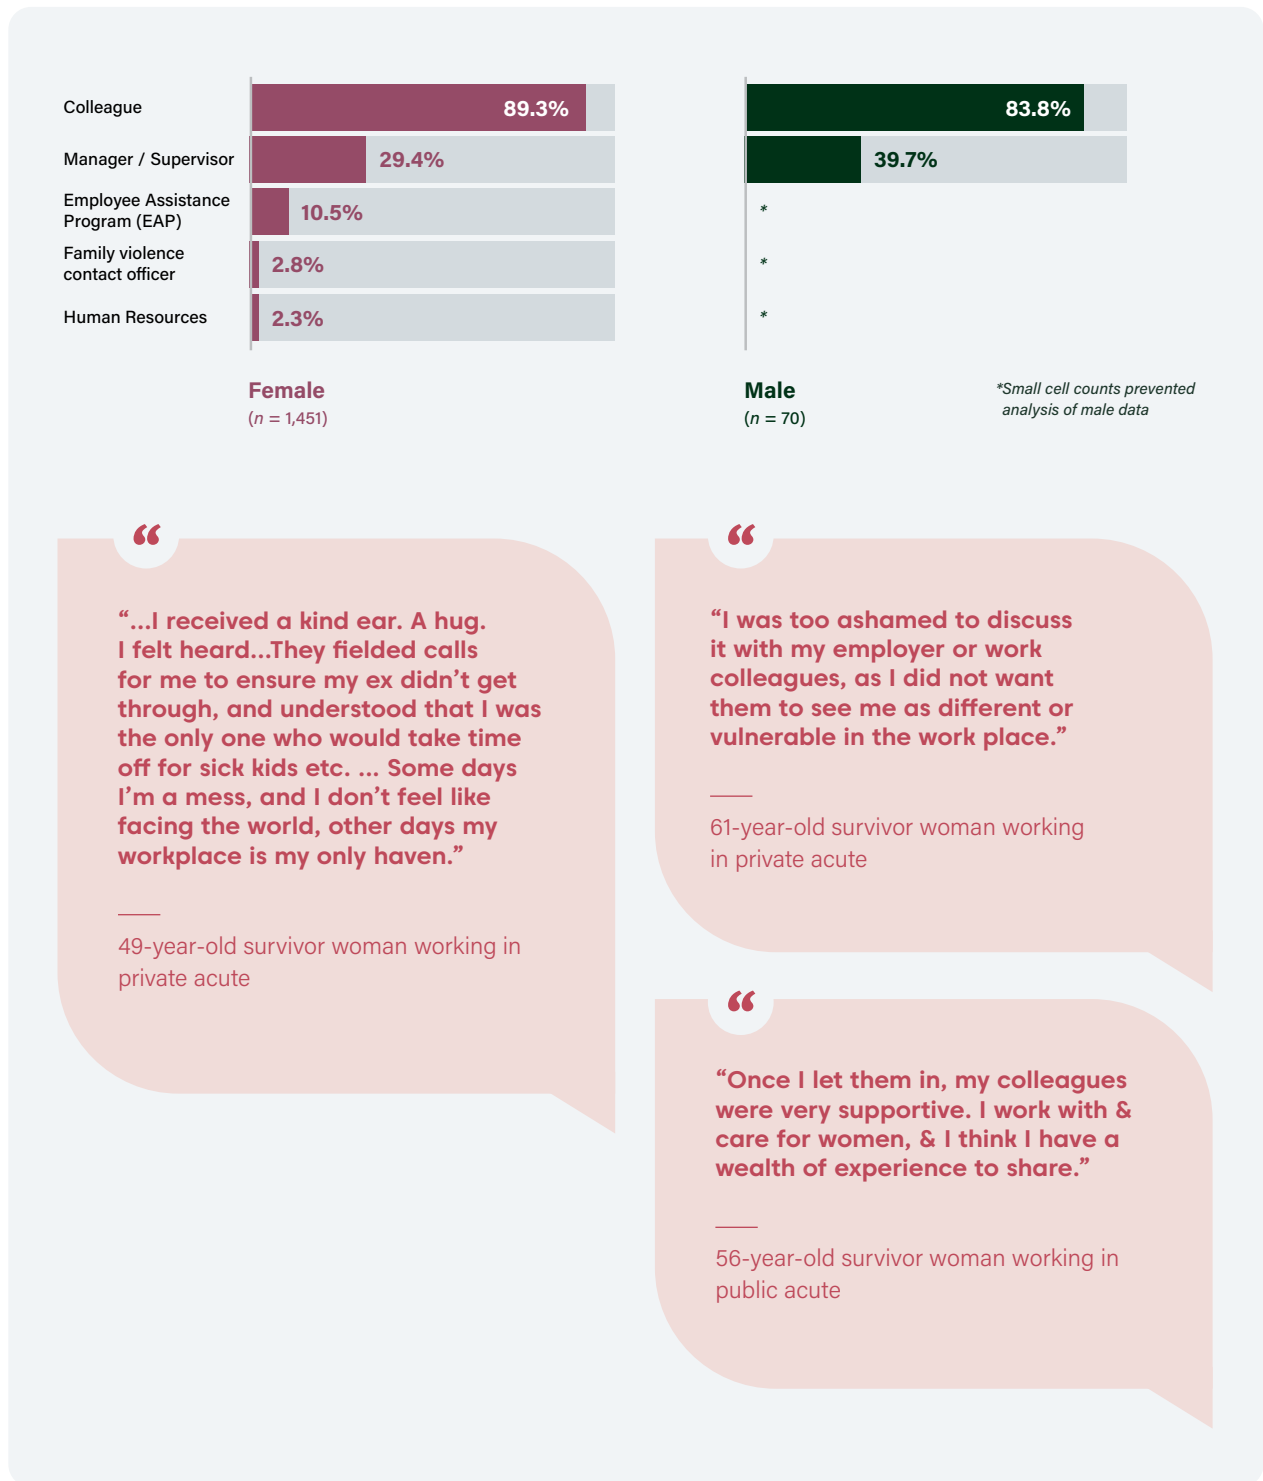 Colleague
89.3%
83.8%
Manager / Supervisor
29.4%
39.7%
Employee Assistance
Program (EAP)
10.5%
*
Family violence
contact officer
2.8%
*
Human Resources
2.3%
*
Female
(n = 1,451)
Male
(n = 70)
*Small cell counts prevented
analysis of male data
“
“...I received a kind ear. A hug.
I felt heard...They fielded calls
for me to ensure my ex didn’t get
through, and understood that I was
the only one who would take time
off for sick kids etc. ... Some days
I’m a mess, and I don’t feel like
facing the world, other days my
workplace is my only haven.”
49-year-old survivor woman working in
private acute
“
“I was too ashamed to discuss
it with my employer or work
colleagues, as I did not want
them to see me as different or
vulnerable in the work place.”
61-year-old survivor woman working
in private acute
“
“Once I let them in, my colleagues
were very supportive. I work with &
care for women, & I think I have a
wealth of experience to share.”
56-year-old survivor woman working in
public acute